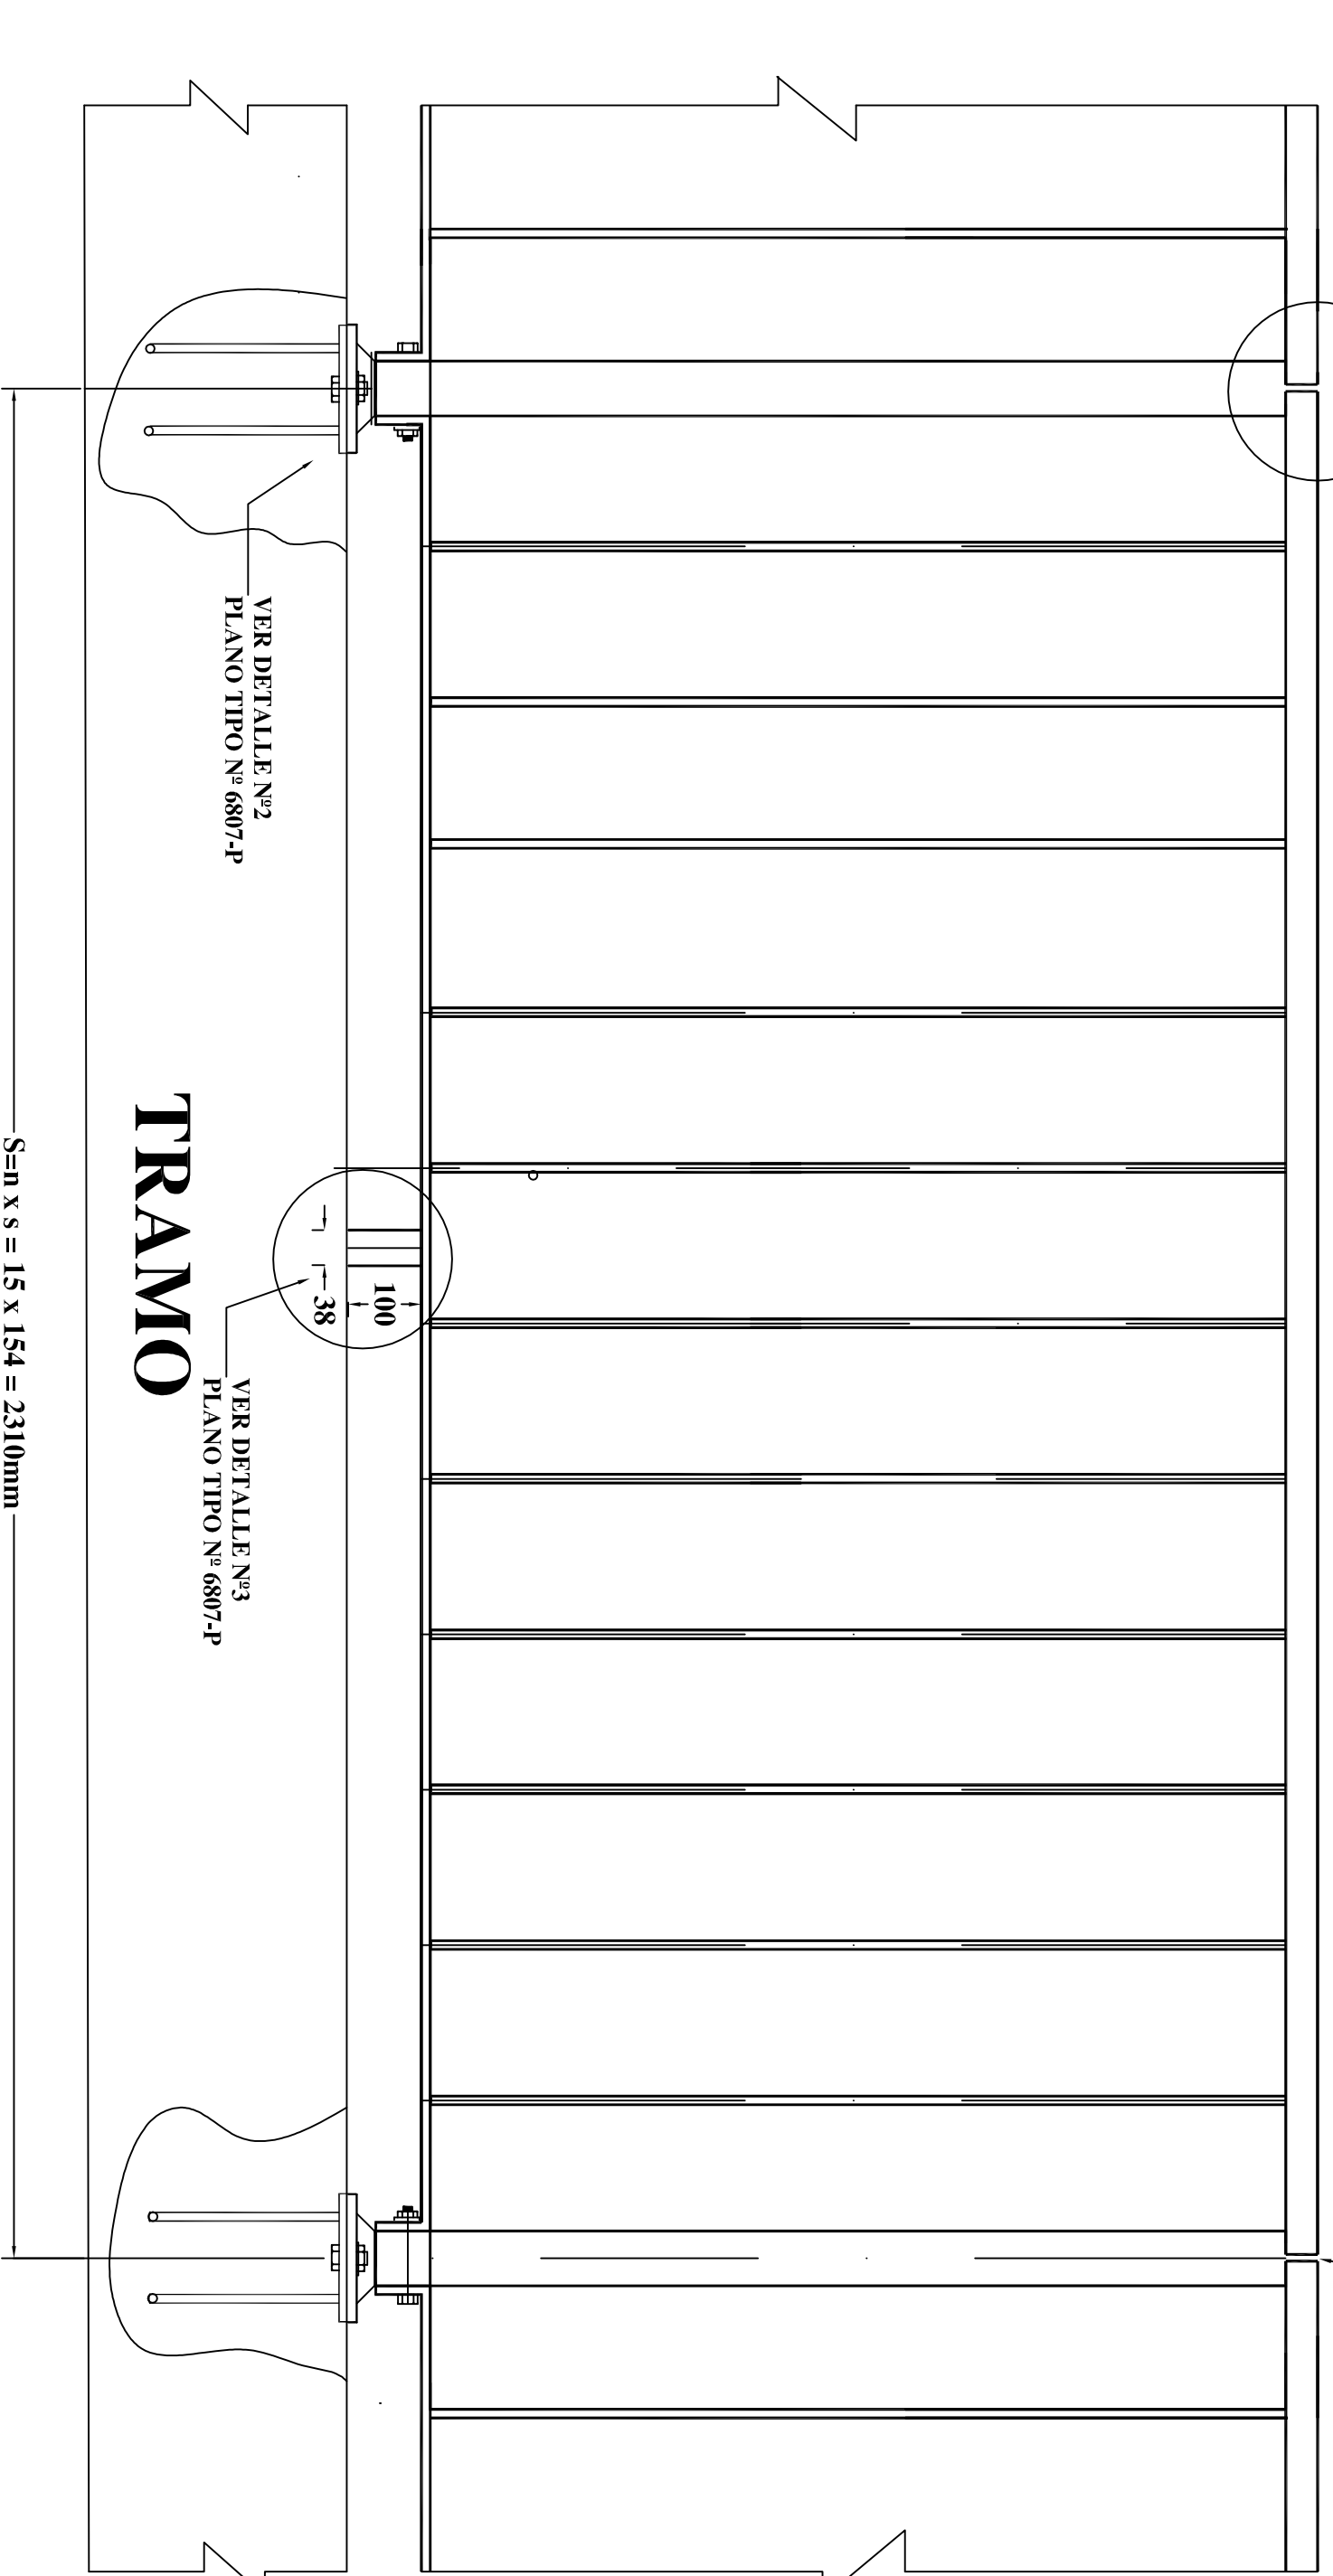 VER DETALLE Nº2
PLANO TIPO Nº 6807-P
100
38
VER DETALLE Nº3
PLANO TIPO Nº 6807-P
TRAMO
S=n x s = 15 x 154 = 2310mm